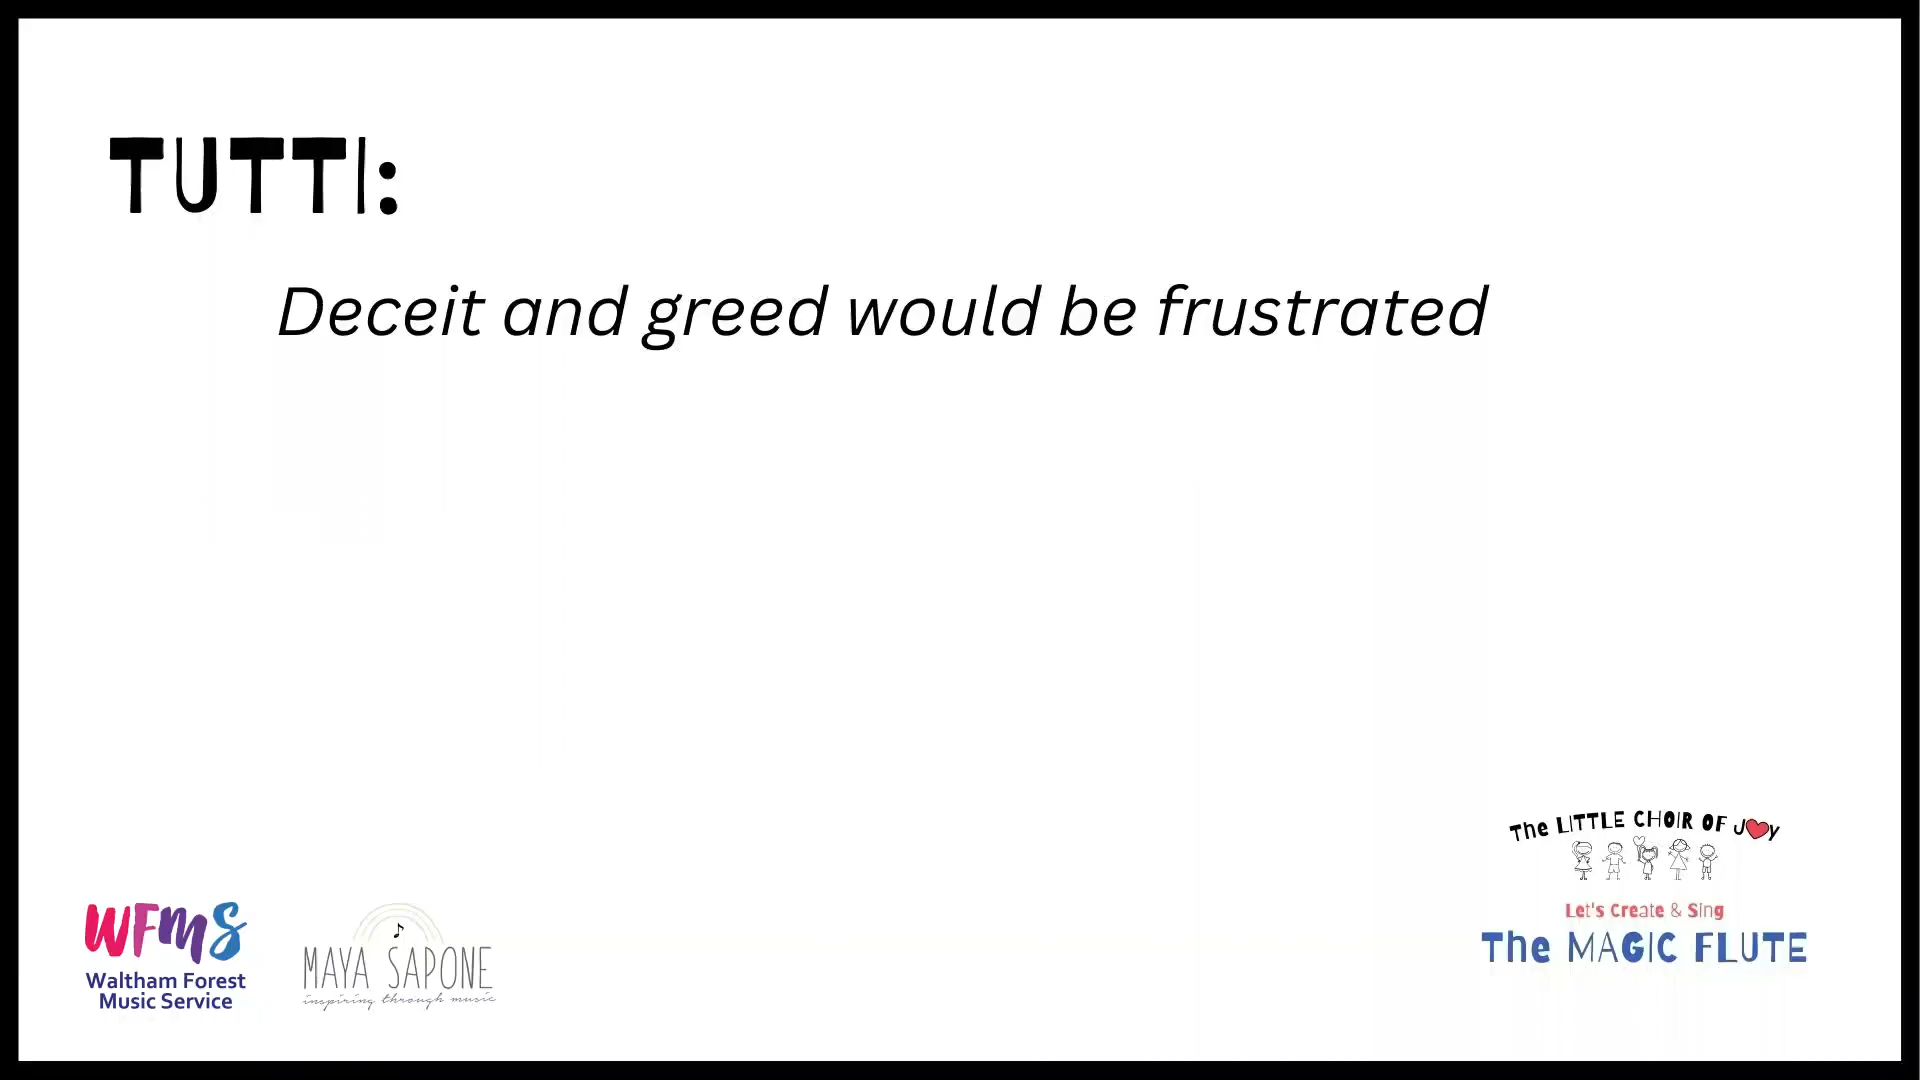 TUTTI:
Deceit and greed would be frustrated
The LITTLE CHOIR OF JOY
Let's Create & Sing
The MAGIC FLUTE
WFMS
Waltham Forest
Music Service
MAYA SAPONE
inspiring through music